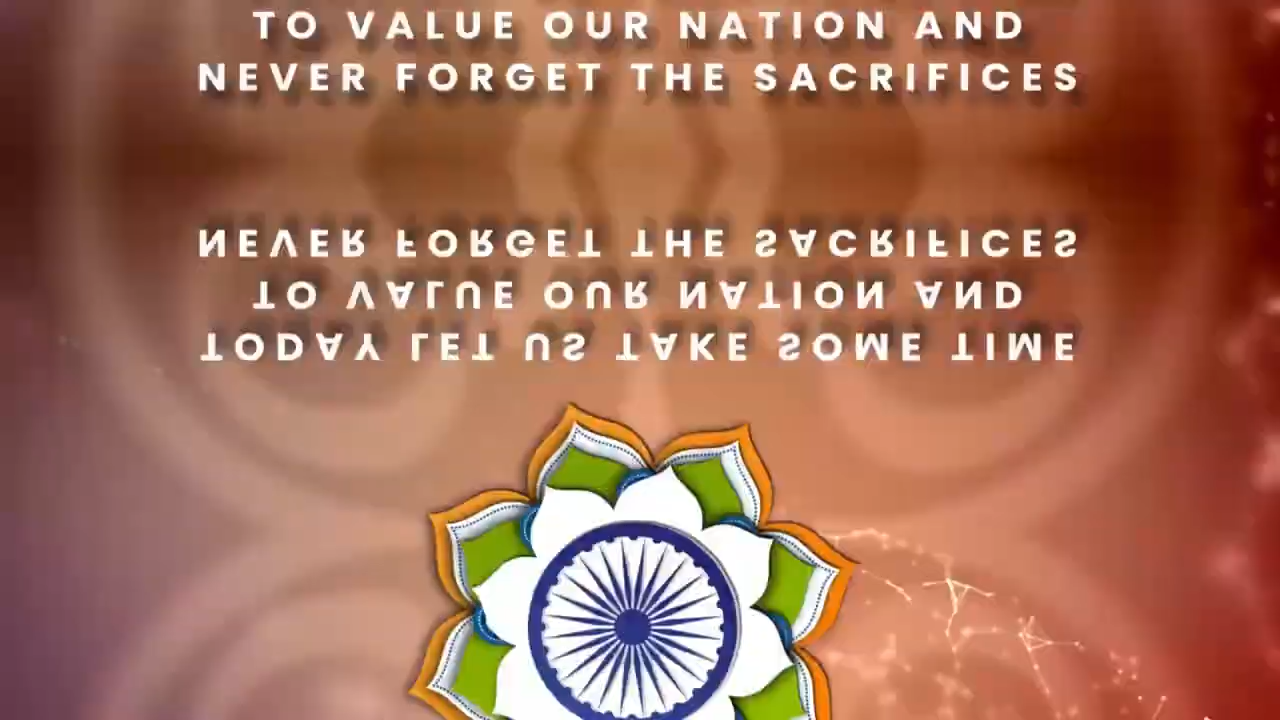 TO VALUE OUR NATION AND
NEVER FORGET THE SACRIFICES
NEVER FORGET THE SACRIFICES
TO VALUE OUR NATION AND
TODAY LET US TAKE SOME TIME